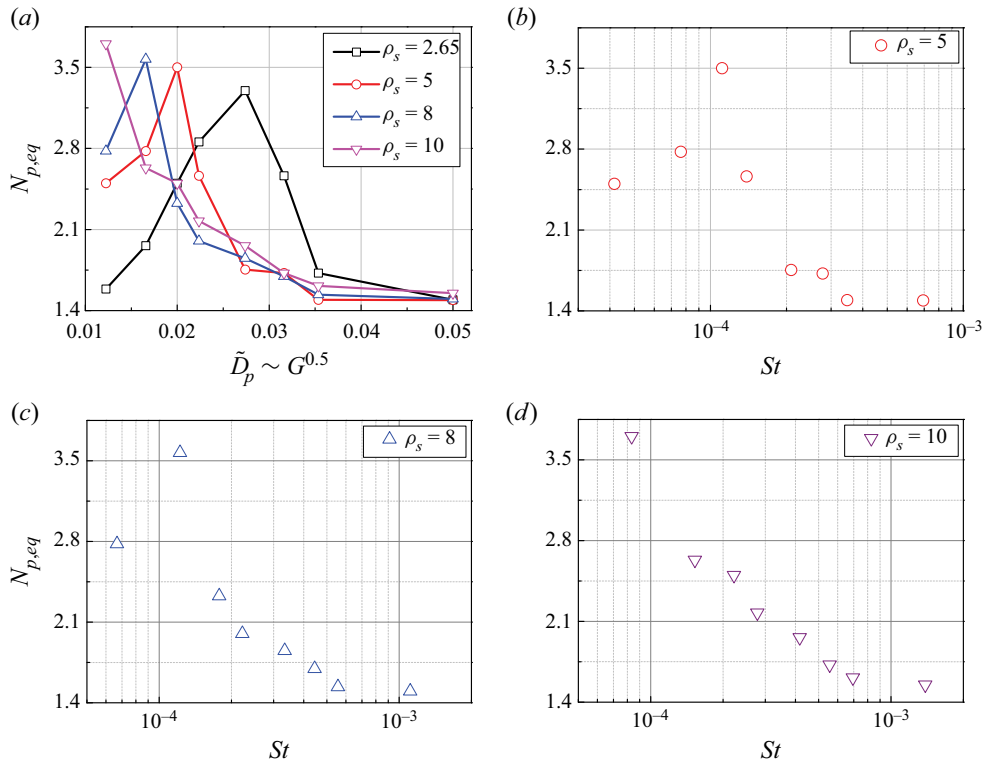 (a)
N_{p,eq}
3.5
2.8
2.1
1.4
0.01 0.02 0.03 0.04 0.05
D̃_p ∼ G^{0.5}
ρ_s = 2.65
ρ_s = 5
ρ_s = 8
ρ_s = 10
(b)
3.5
2.8
2.1
1.4
10^{−4} 10^{−3}
St
ρ_s = 5
(c)
N_{p,eq}
3.5
2.8
2.1
1.4
10^{−4} 10^{−3}
St
ρ_s = 8
(d)
3.5
2.8
2.1
1.4
10^{−4} 10^{−3}
St
ρ_s = 10